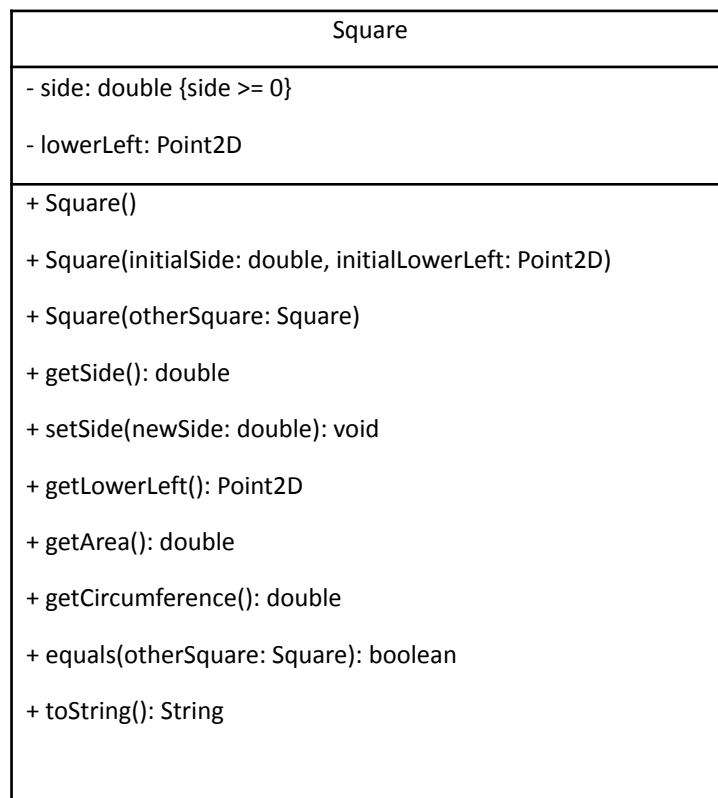 Square
- side: double {side >= 0}
- lowerLeft: Point2D
+ Square()
+ Square(initialSide: double, initialLowerLeft: Point2D)
+ Square(otherSquare: Square)
+ getSide(): double
+ setSide(newSide: double): void
+ getLowerLeft(): Point2D
+ getArea(): double
+ getCircumference(): double
+ equals(otherSquare: Square): boolean
+ toString(): String